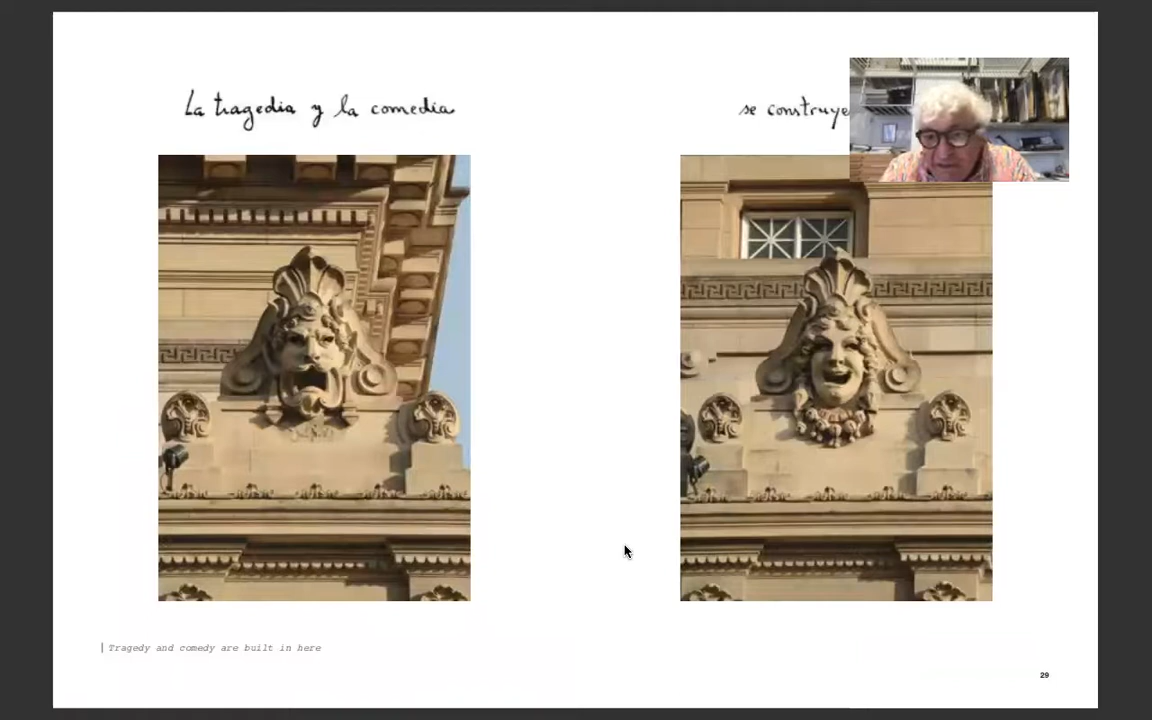 La tragedia y la comedia
se construye
| Tragedy and comedy are built in here
29